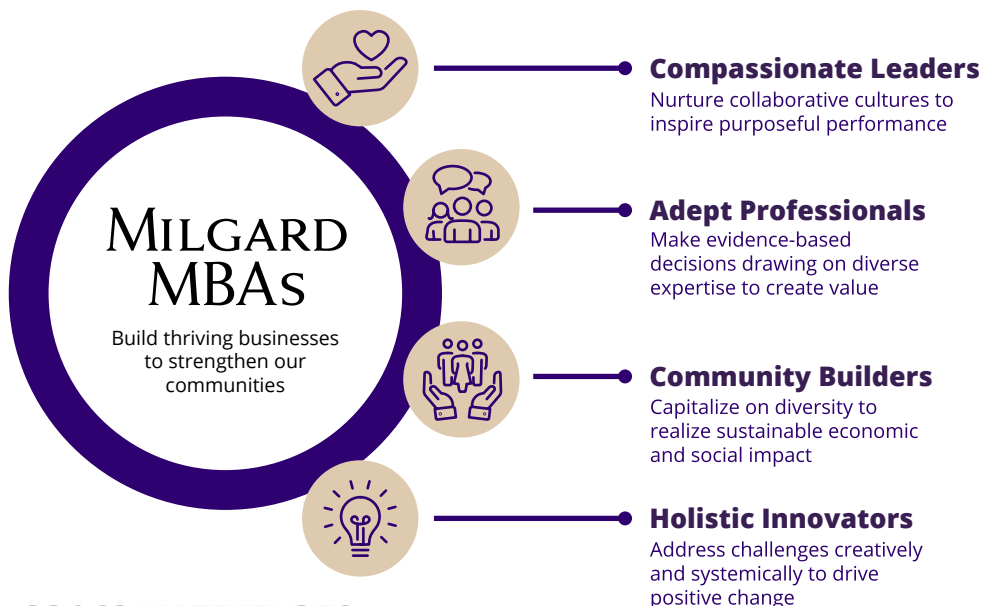 Milgard
MBAs
Build thriving businesses
to strengthen our
communities
Compassionate Leaders
Nurture collaborative cultures to
inspire purposeful performance
Adept Professionals
Make evidence-based
decisions drawing on diverse
expertise to create value
Community Builders
Capitalize on diversity to
realize sustainable economic
and social impact
Holistic Innovators
Address challenges creatively
and systemically to drive
positive change